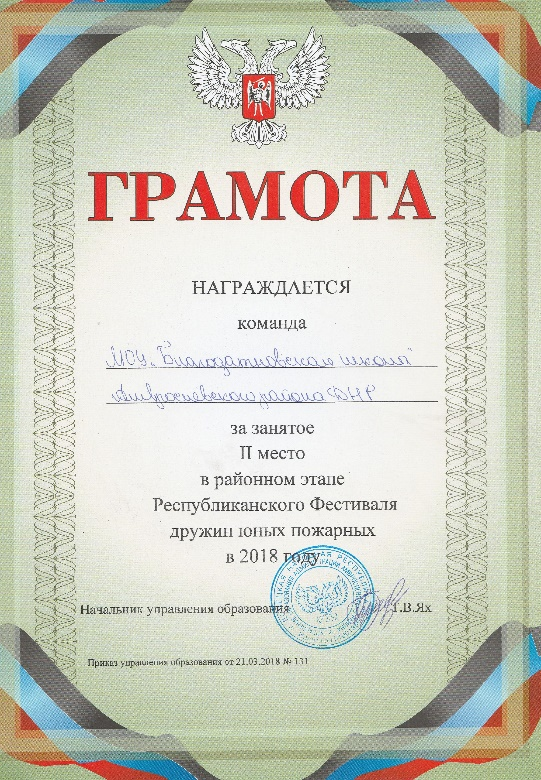 ГРАМОТА
НАГРАЖДАЕТСЯ
команда
МОУ „Благодатновская школа"
Амвросиевского района ДНР
за занятое
II место
в районном этапе
Республиканского Фестиваля
дружин юных пожарных
в 2018 году
Начальник управления образования Т.В.Ях
Приказ управления образования от 21.03.2018 № 131